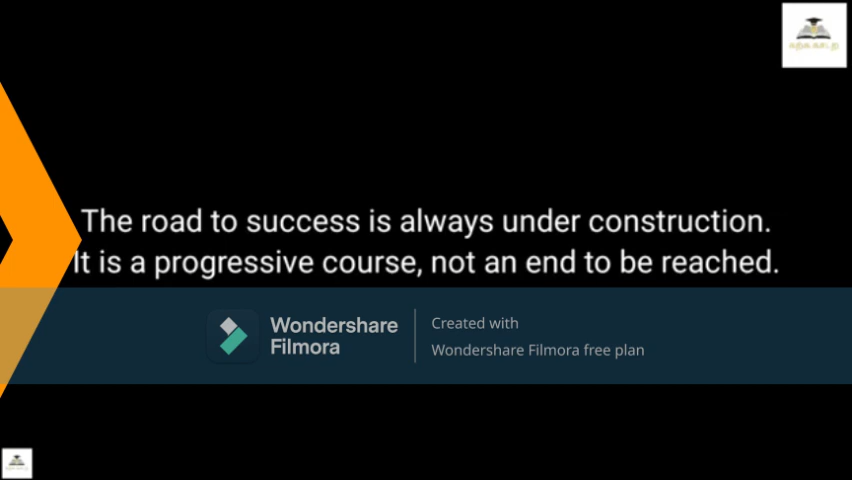 The road to success is always under construction.
It is a progressive course, not an end to be reached.
Wondershare
Filmora
Created with
Wondershare Filmora free plan